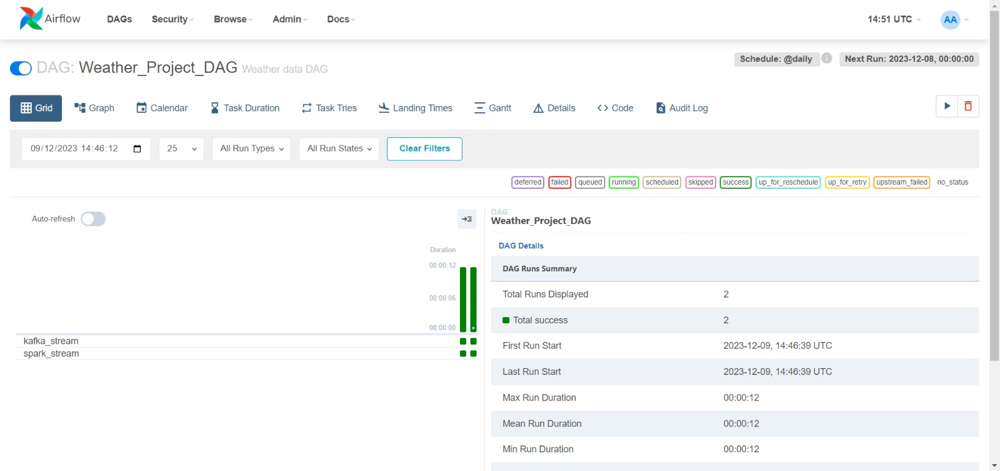 Airflow DAGs Security Browse Admin Docs 14:51 UTC AA
Schedule: @daily i Next Run: 2023-12-08, 00:00:00
DAG: Weather_Project_DAG Weather data DAG
Grid Graph Calendar Task Duration Task Tries Landing Times Gantt Details Code Audit Log
09/12/2023 14:46:12 25 All Run Types All Run States Clear Filters
deferred failed queued running scheduled skipped success up_for_reschedule up_for_retry upstream_failed no_status
Auto-refresh
Duration
00:00:12
00:00:06
00:00:00
kafka_stream
spark_stream
DAG
Weather_Project_DAG
DAG Details
DAG Runs Summary
Total Runs Displayed 2
Total success 2
First Run Start 2023-12-09, 14:46:39 UTC
Last Run Start 2023-12-09, 14:46:39 UTC
Max Run Duration 00:00:12
Mean Run Duration 00:00:12
Min Run Duration 00:00:12